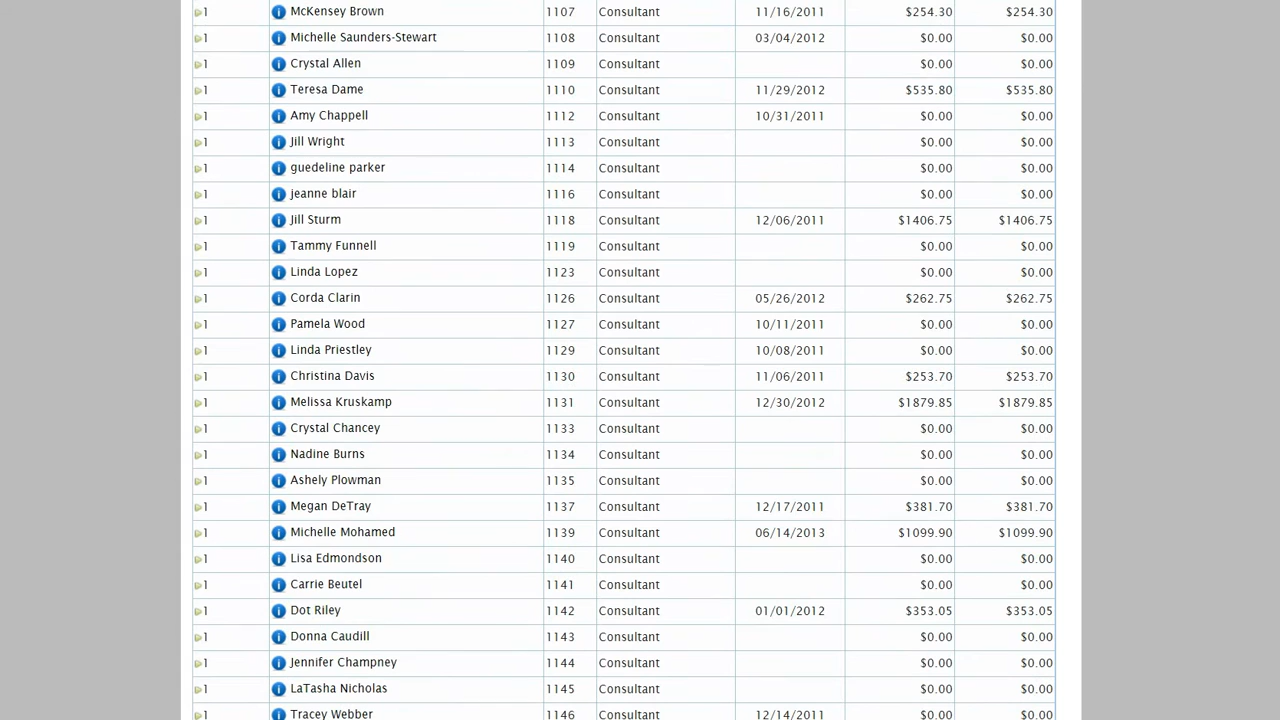 1 McKensey Brown 1107 Consultant 11/16/2011 $254.30 $254.30
1 Michelle Saunders-Stewart 1108 Consultant 03/04/2012 $0.00 $0.00
1 Crystal Allen 1109 Consultant $0.00 $0.00
1 Teresa Dame 1110 Consultant 11/29/2012 $535.80 $535.80
1 Amy Chappell 1112 Consultant 10/31/2011 $0.00 $0.00
1 Jill Wright 1113 Consultant $0.00 $0.00
1 guedeline parker 1114 Consultant $0.00 $0.00
1 jeanne blair 1116 Consultant $0.00 $0.00
1 Jill Sturm 1118 Consultant 12/06/2011 $1406.75 $1406.75
1 Tammy Funnell 1119 Consultant $0.00 $0.00
1 Linda Lopez 1123 Consultant $0.00 $0.00
1 Corda Clarin 1126 Consultant 05/26/2012 $262.75 $262.75
1 Pamela Wood 1127 Consultant 10/11/2011 $0.00 $0.00
1 Linda Priestley 1129 Consultant 10/08/2011 $0.00 $0.00
1 Christina Davis 1130 Consultant 11/06/2011 $253.70 $253.70
1 Melissa Kruskamp 1131 Consultant 12/30/2012 $1879.85 $1879.85
1 Crystal Chancey 1133 Consultant $0.00 $0.00
1 Nadine Burns 1134 Consultant $0.00 $0.00
1 Ashely Plowman 1135 Consultant $0.00 $0.00
1 Megan DeTray 1137 Consultant 12/17/2011 $381.70 $381.70
1 Michelle Mohamed 1139 Consultant 06/14/2013 $1099.90 $1099.90
1 Lisa Edmondson 1140 Consultant $0.00 $0.00
1 Carrie Beutel 1141 Consultant $0.00 $0.00
1 Dot Riley 1142 Consultant 01/01/2012 $353.05 $353.05
1 Donna Caudill 1143 Consultant $0.00 $0.00
1 Jennifer Champney 1144 Consultant $0.00 $0.00
1 LaTasha Nicholas 1145 Consultant $0.00 $0.00
1 Tracey Webber 1146 Consultant 12/14/2011 $0.00 $0.00